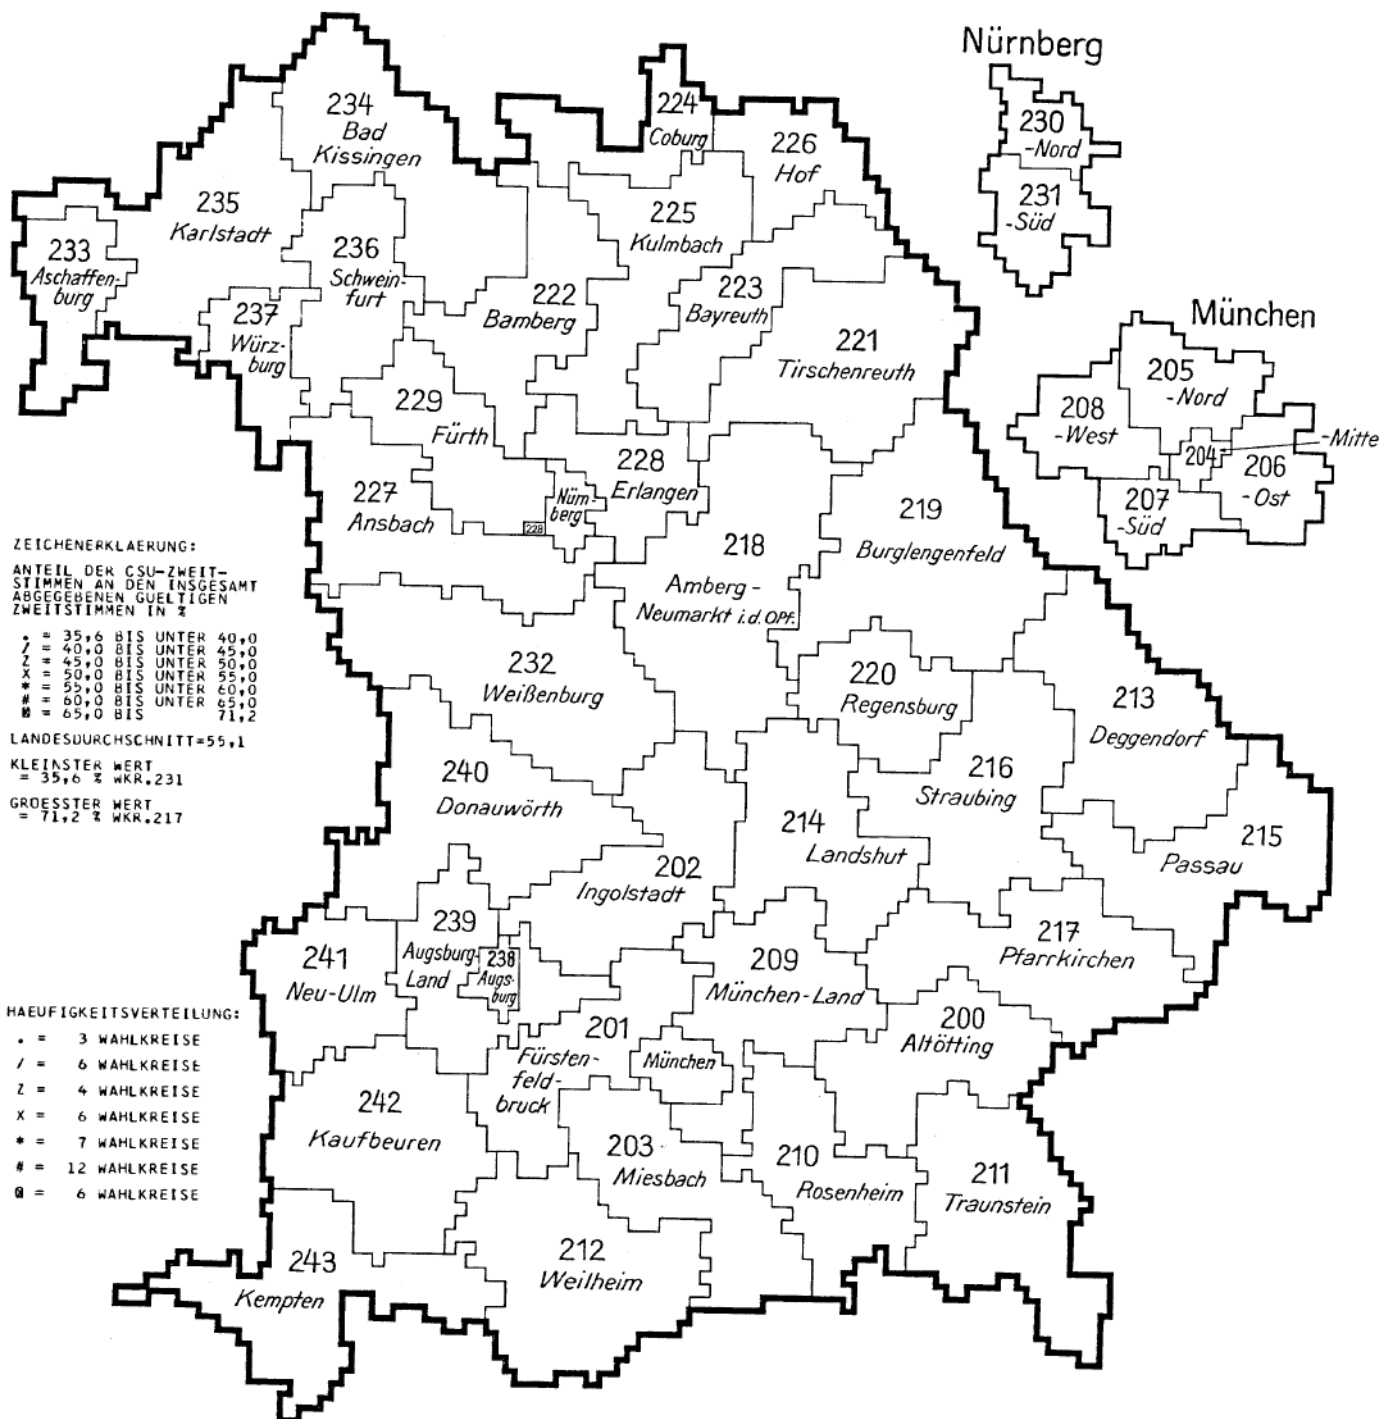 Nürnberg
230
-Nord
231
-Süd
München
205
-Nord
208
-West
204
-Mitte
206
-Ost
207
-Süd
234
Bad
Kissingen
224
Coburg
226
Hof
235
Karlstadt
225
Kulmbach
233
Aschaffen-
burg
236
Schwein-
furt
223
Bayreuth
222
Bamberg
237
Würz-
burg
221
Tirschenreuth
229
Fürth
228
Erlangen
227
Ansbach
Nürn-
berg
228
219
Burglengenfeld
218
Amberg-
Neumarkt i.d. OPf.
232
Weißenburg
220
Regensburg
213
Deggendorf
216
Straubing
240
Donauwörth
214
Landshut
215
Passau
202
Ingolstadt
239
Augsburg-
Land
238
Augs-
burg
217
Pfarrkirchen
241
Neu-Ulm
209
München-Land
200
Altötting
201
Fürsten-
feld-
bruck
München
242
Kaufbeuren
203
Miesbach
210
Rosenheim
211
Traunstein
212
Weilheim
243
Kempten
ZEICHENERKLAERUNG:
ANTEIL DER CSU-ZWEIT-
STIMMEN AN DEN INSGESAMT
ABGEGEBENEN GUELTIGEN
ZWEITSTIMMEN IN %
. = 35,6 BIS UNTER 40,0
/ = 40,0 BIS UNTER 45,0
Z = 45,0 BIS UNTER 50,0
X = 50,0 BIS UNTER 55,0
* = 55,0 BIS UNTER 60,0
# = 60,0 BIS UNTER 65,0
= 65,0 BIS 71,2
LANDESDURCHSCHNITT=55,1
KLEINSTER WERT
= 35,6 % WKR.231
GROESSTER WERT
= 71,2 % WKR.217
HAEUFIGKEITSVERTEILUNG:
. = 3 WAHLKREISE
/ = 6 WAHLKREISE
Z = 4 WAHLKREISE
X = 6 WAHLKREISE
* = 7 WAHLKREISE
# = 12 WAHLKREISE
= 6 WAHLKREISE